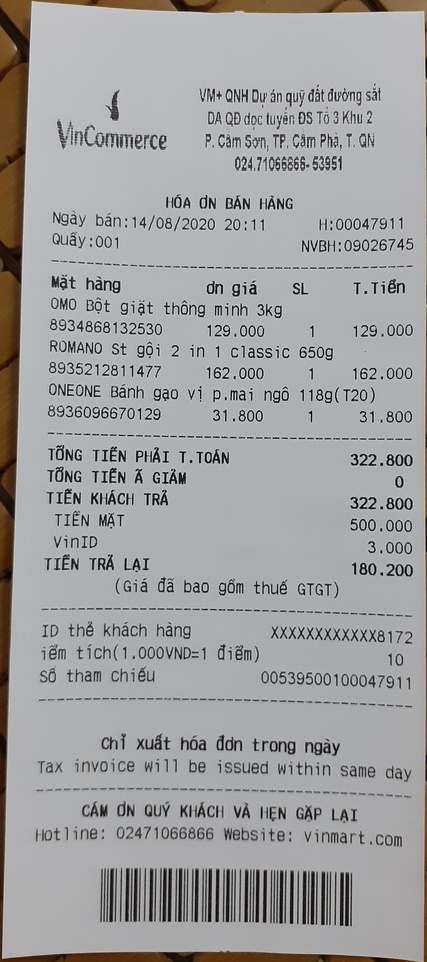 VinCommerce
VM+ QNH Dự án quỹ đất đường sắt
DA QĐ dọc tuyến ĐS Tổ 3 Khu 2
P. Cẩm Sơn, TP. Cẩm Phả, T. QN
024.71066866- 53951
HÓA ƠN BÁN HÀNG
Ngày bán:14/08/2020 20:11 H:00047911
Quầy:001 NVBH:09026745
Mặt hàng ơn giá SL T.Tiền
OMO Bột giặt thông minh 3kg
8934868132530 129.000 1 129.000
ROMANO St gội 2 in 1 classic 650g
8935212811477 162.000 1 162.000
ONEONE Bánh gạo vị p.mai ngô 118g(T20)
8936096670129 31.800 1 31.800
TỔNG TIỀN PHẢI T.TOÁN 322.800
TỔNG TIỀN Ã GIẢM 0
TIỀN KHÁCH TRẢ 322.800
TIỀN MẶT 500.000
VinID 3.000
TIỀN TRẢ LẠI 180.200
(Giá đã bao gồm thuế GTGT)
ID thẻ khách hàng XXXXXXXXXXXX8172
iểm tích(1.000VND=1 điểm) 10
Số tham chiếu 00539500100047911
Chỉ xuất hóa đơn trong ngày
Tax invoice will be issued within same day
CẢM ƠN QUÝ KHÁCH VÀ HẸN GẶP LẠI
Hotline: 02471066866 Website: vinmart.com